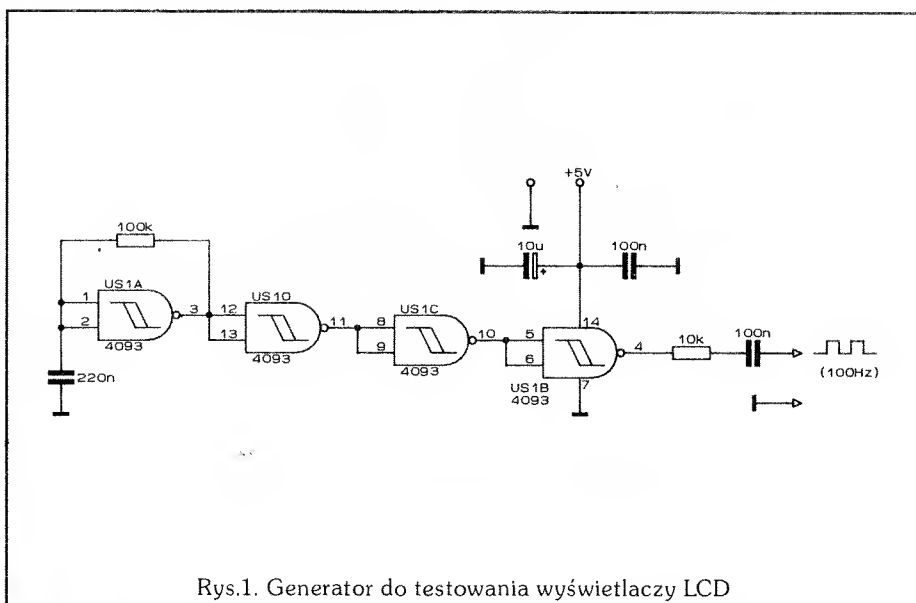 +5V
100k
10u
100n
US1A
US1D
US1C
1
2
3
12
13
11
8
9
10
5
6
14
4
7
4093
4093
4093
US1B
4093
220n
10k
100n
(100Hz)
Rys.1. Generator do testowania wyświetlaczy LCD